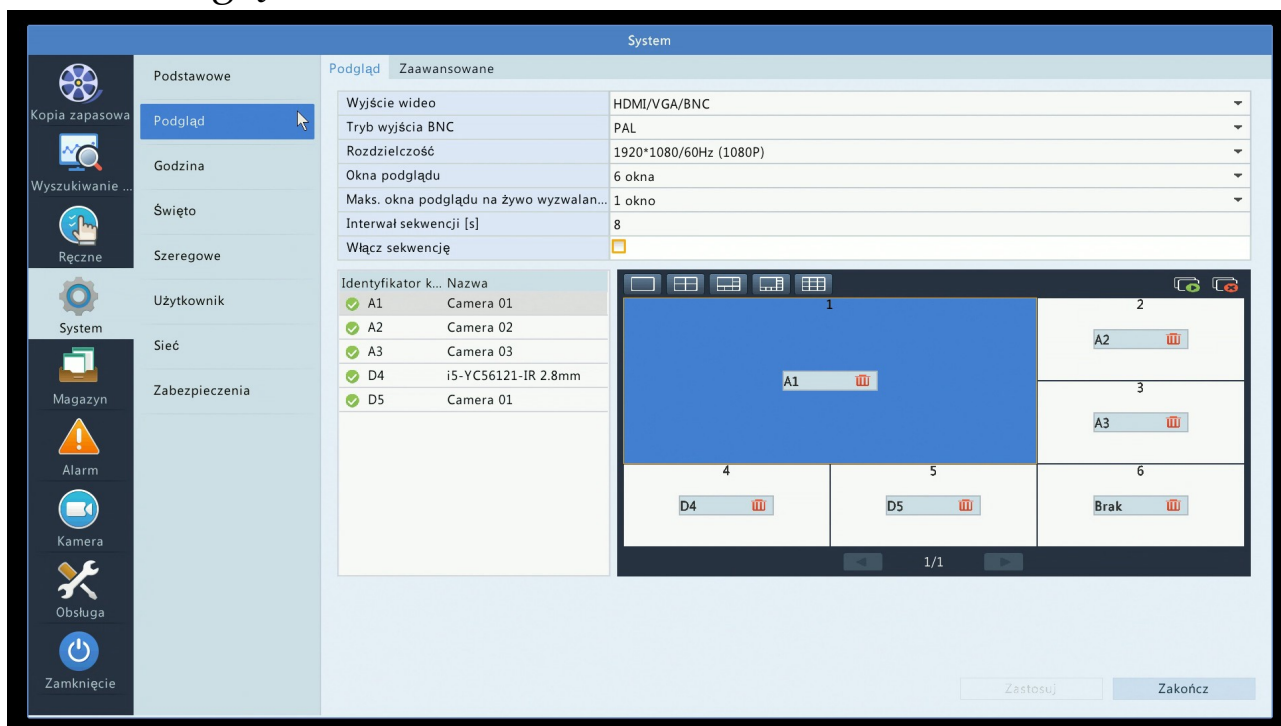 System
Kopia zapasowa
Wyszukiwanie ...
Ręczne
System
Magazyn
Alarm
Kamera
Obsługa
Zamknięcie
Podstawowe
Podgląd
Godzina
Święto
Szeregowe
Użytkownik
Sieć
Zabezpieczenia
Podgląd Zaawansowane
Wyjście wideo HDMI/VGA/BNC
Tryb wyjścia BNC PAL
Rozdzielczość 1920*1080/60Hz (1080P)
Okna podglądu 6 okna
Maks. okna podglądu na żywo wyzwalan... 1 okno
Interwał sekwencji [s] 8
Włącz sekwencję
Identyfikator k... Nazwa
A1 Camera 01
A2 Camera 02
A3 Camera 03
D4 i5-YC56121-IR 2.8mm
D5 Camera 01
1
A1
2
A2
3
A3
4
D4
5
D5
6
Brak
1/1
Zastosuj Zakończ